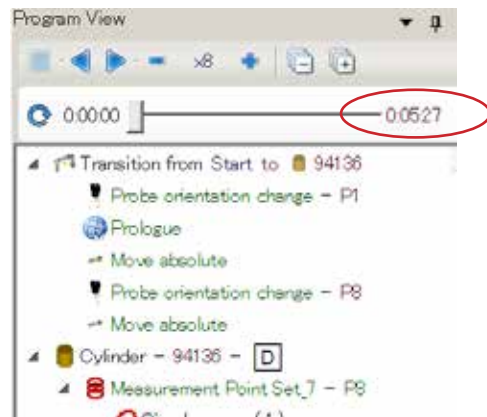 Program View
x8
0:00:00 0:05:27
Transition from Start to 94136
Probe orientation change - P1
Prologue
Move absolute
Probe orientation change - P8
Move absolute
Cylinder - 94136 - D
Measurement Point Set_7 - P8